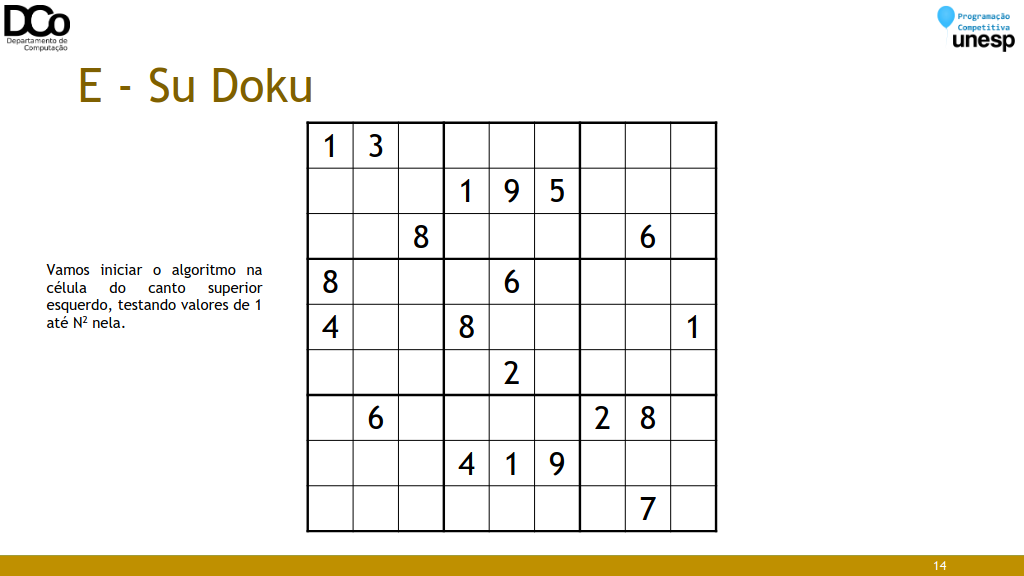 DCo
Departamento de
Computação
Programação
Competitiva
unesp
E - Su Doku
1 3
1 9 5
8 6
8 6
4 8 1
2
6 2 8
4 1 9
7
Vamos iniciar o algoritmo na
célula do canto superior
esquerdo, testando valores de 1
até N² nela.
14